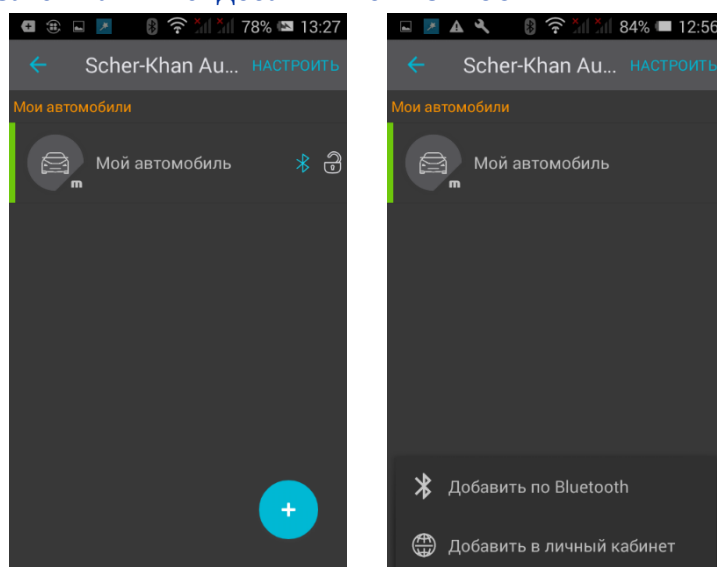 78% 13:27
Scher-Khan Au... НАСТРОИТЬ
Мои автомобили
Мой автомобиль
m
+
84% 12:56
Scher-Khan Au... НАСТРОИТЬ
Мои автомобили
Мой автомобиль
m
Добавить по Bluetooth
Добавить в личный кабинет